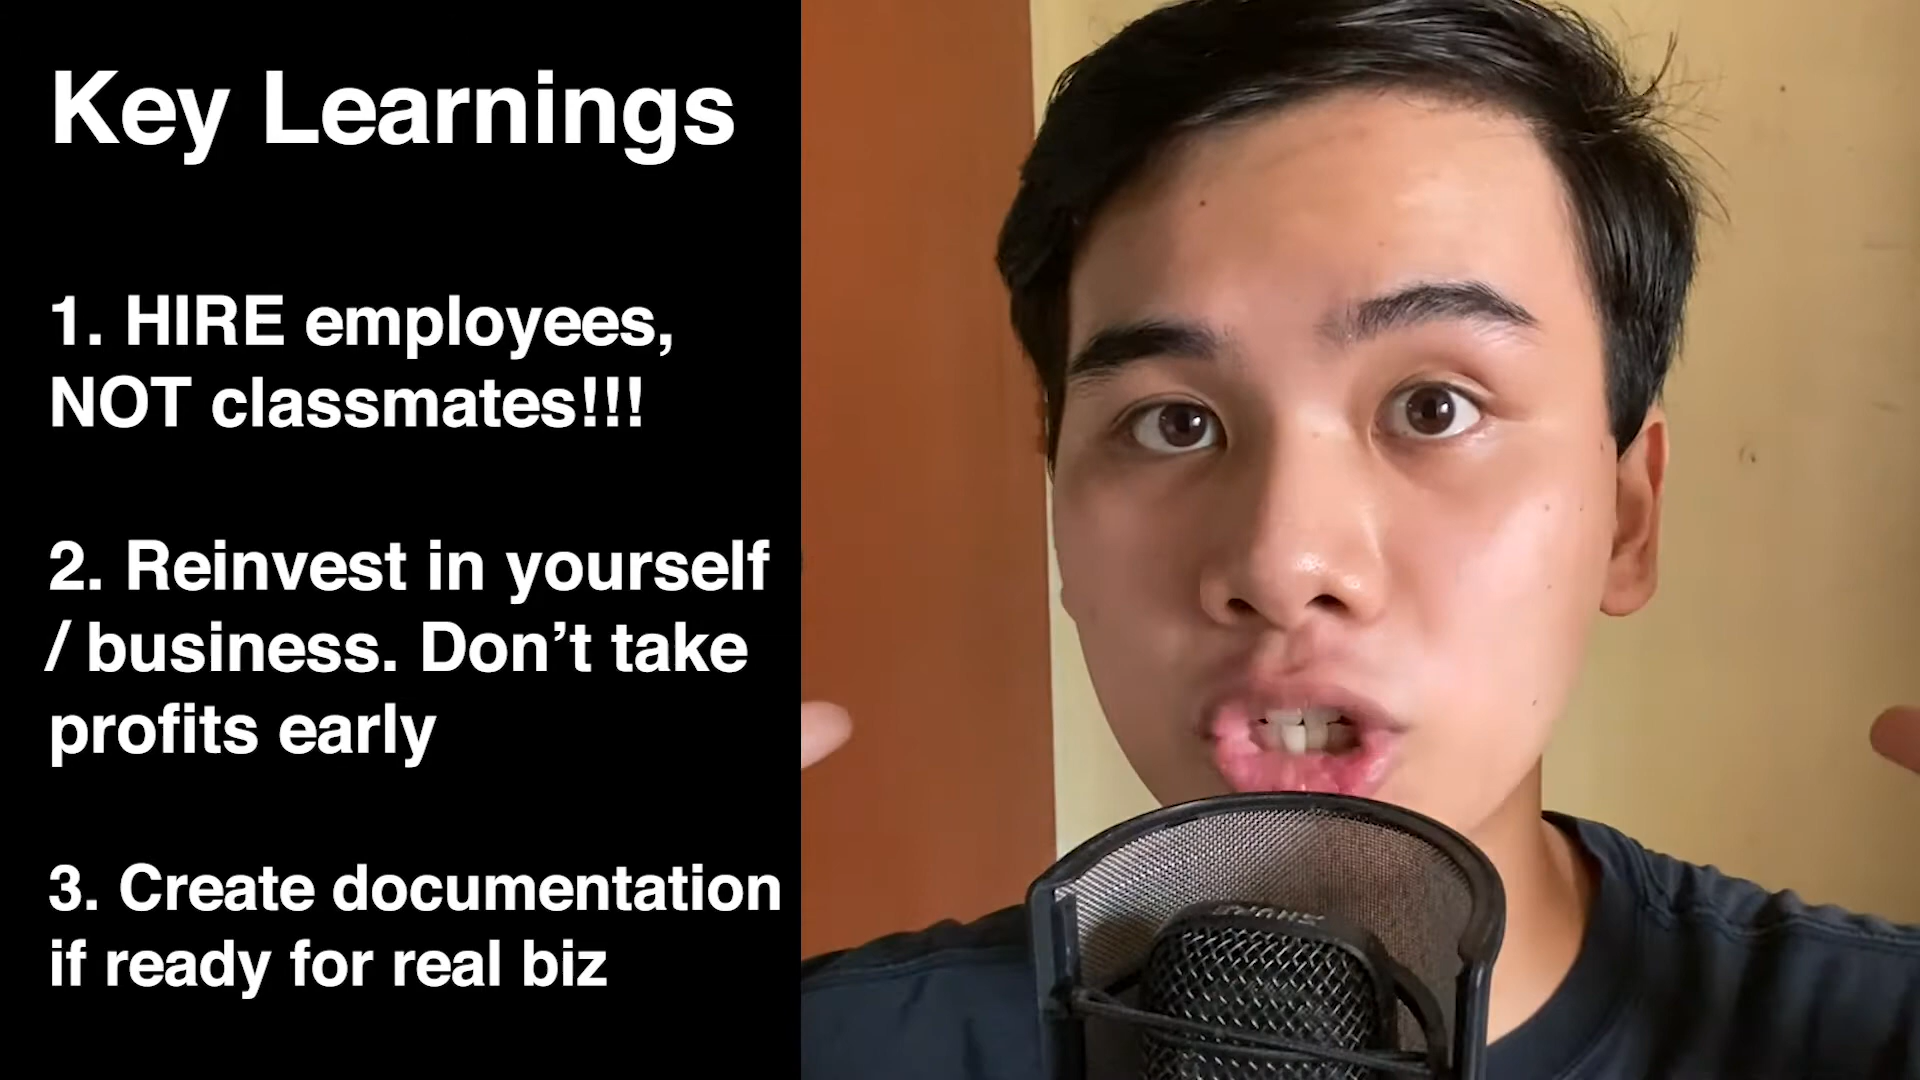 Key Learnings
1. HIRE employees,
NOT classmates!!!
2. Reinvest in yourself
/ business. Don’t take
profits early
3. Create documentation
if ready for real biz